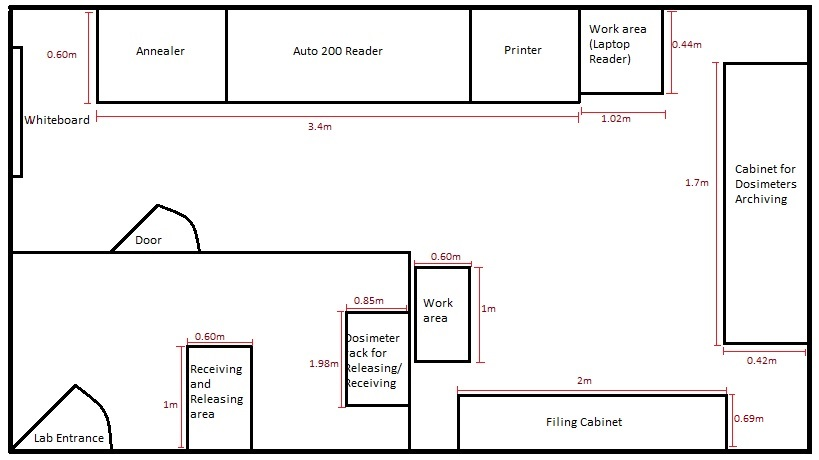 0.60m
Annealer
Auto 200 Reader
Printer
Work area
(Laptop
Reader)
0.44m
Whiteboard
3.4m
1.02m
1.7m
Cabinet for
Dosimeters
Archiving
Door
0.60m
Work
area
1m
0.85m
Dosimeter
rack for
Releasing/
Receiving
1.98m
0.60m
Receiving
and
Releasing
area
1m
0.42m
2m
Filing Cabinet
0.69m
Lab Entrance